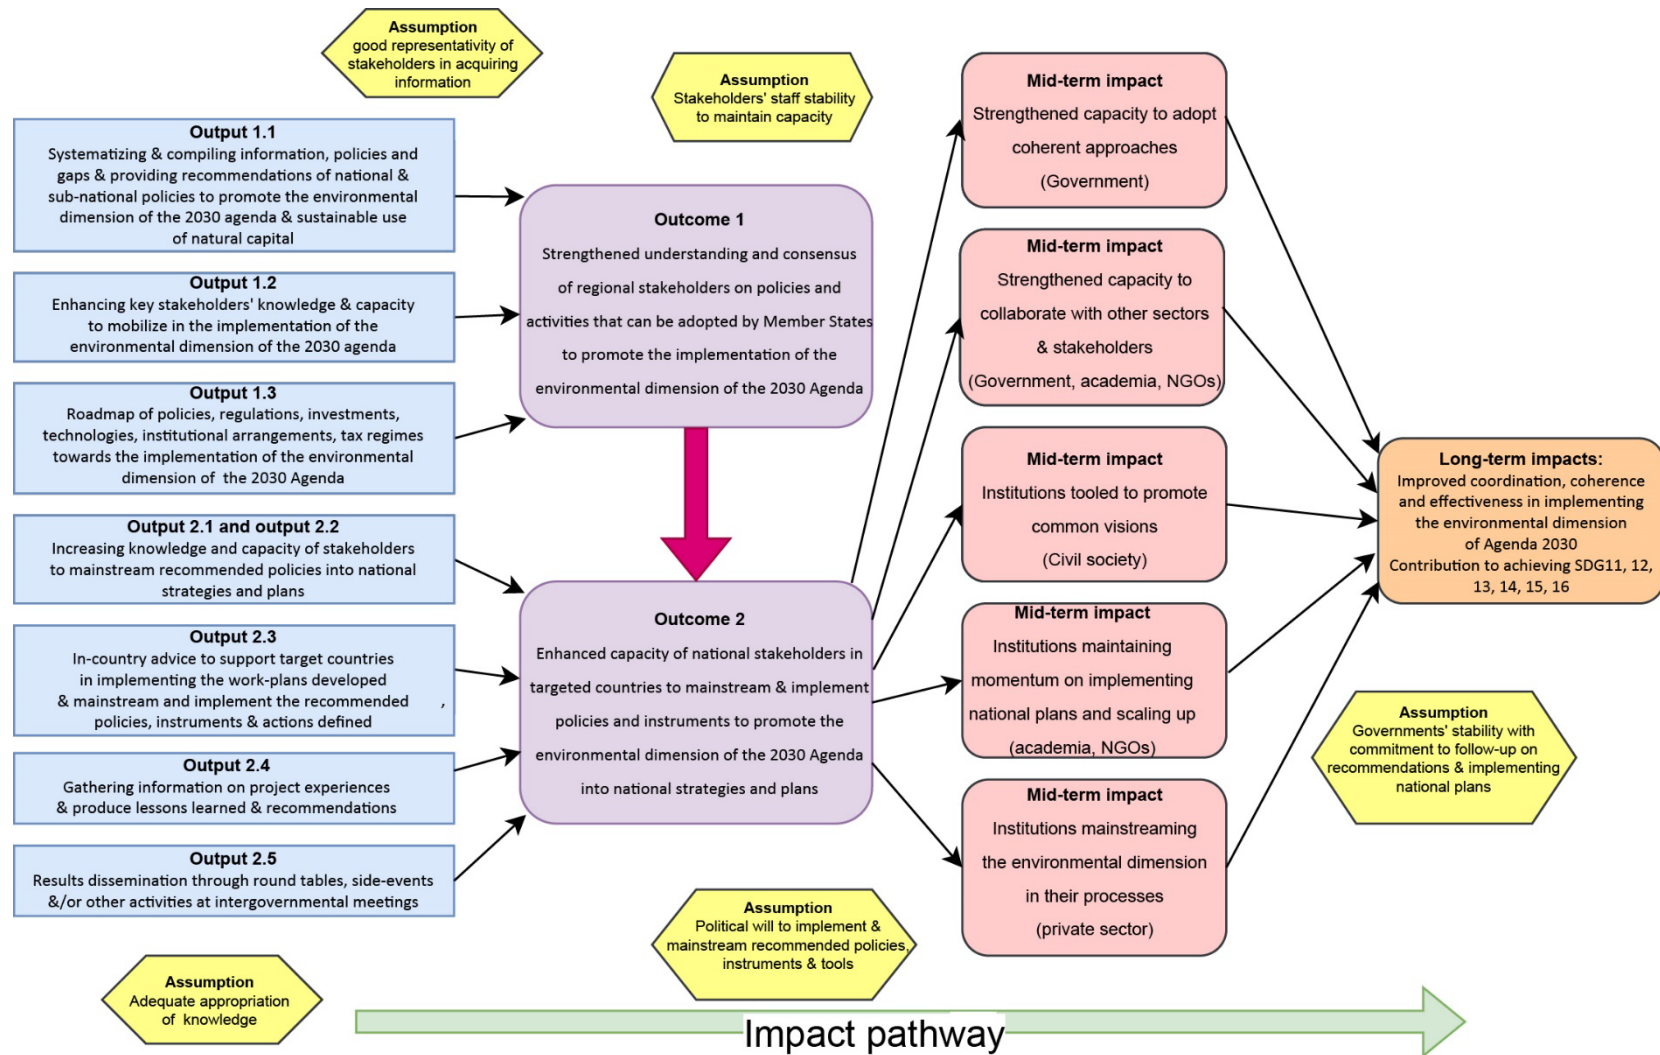 Assumption
good representativity of
stakeholders in acquiring
information
Assumption
Stakeholders' staff stability
to maintain capacity
Output 1.1
Systematizing & compiling information, policies and
gaps & providing recommendations of national &
sub-national policies to promote the environmental
dimension of the 2030 agenda & sustainable use
of natural capital
Output 1.2
Enhancing key stakeholders' knowledge & capacity
to mobilize in the implementation of the
environmental dimension of the 2030 agenda
Output 1.3
Roadmap of policies, regulations, investments,
technologies, institutional arrangements, tax regimes
towards the implementation of the environmental
dimension of the 2030 Agenda
Output 2.1 and output 2.2
Increasing knowledge and capacity of stakeholders
to mainstream recommended policies into national
strategies and plans
Output 2.3
In-country advice to support target countries
in implementing the work-plans developed
& mainstream and implement the recommended ,
policies, instruments & actions defined
Output 2.4
Gathering information on project experiences
& produce lessons learned & recommendations
Output 2.5
Results dissemination through round tables, side-events
&/or other activities at intergovernmental meetings
Assumption
Adequate appropriation
of knowledge
Outcome 1
Strengthened understanding and consensus
of regional stakeholders on policies and
activities that can be adopted by Member States
to promote the implementation of the
environmental dimension of the 2030 Agenda
Outcome 2
Enhanced capacity of national stakeholders in
targeted countries to mainstream & implement
policies and instruments to promote the
environmental dimension of the 2030 Agenda
into national strategies and plans
Assumption
Political will to implement &
mainstream recommended policies,
instruments & tools
Mid-term impact
Strengthened capacity to adopt
coherent approaches
(Government)
Mid-term impact
Strengthened capacity to
collaborate with other sectors
& stakeholders
(Government, academia, NGOs)
Mid-term impact
Institutions tooled to promote
common visions
(Civil society)
Mid-term impact
Institutions maintaining
momentum on implementing
national plans and scaling up
(academia, NGOs)
Mid-term impact
Institutions mainstreaming
the environmental dimension
in their processes
(private sector)
Long-term impacts:
Improved coordination, coherence
and effectiveness in implementing
the environmental dimension
of Agenda 2030
Contribution to achieving SDG11, 12,
13, 14, 15, 16
Assumption
Governments' stability with
commitment to follow-up on
recommendations & implementing
national plans
Impact pathway